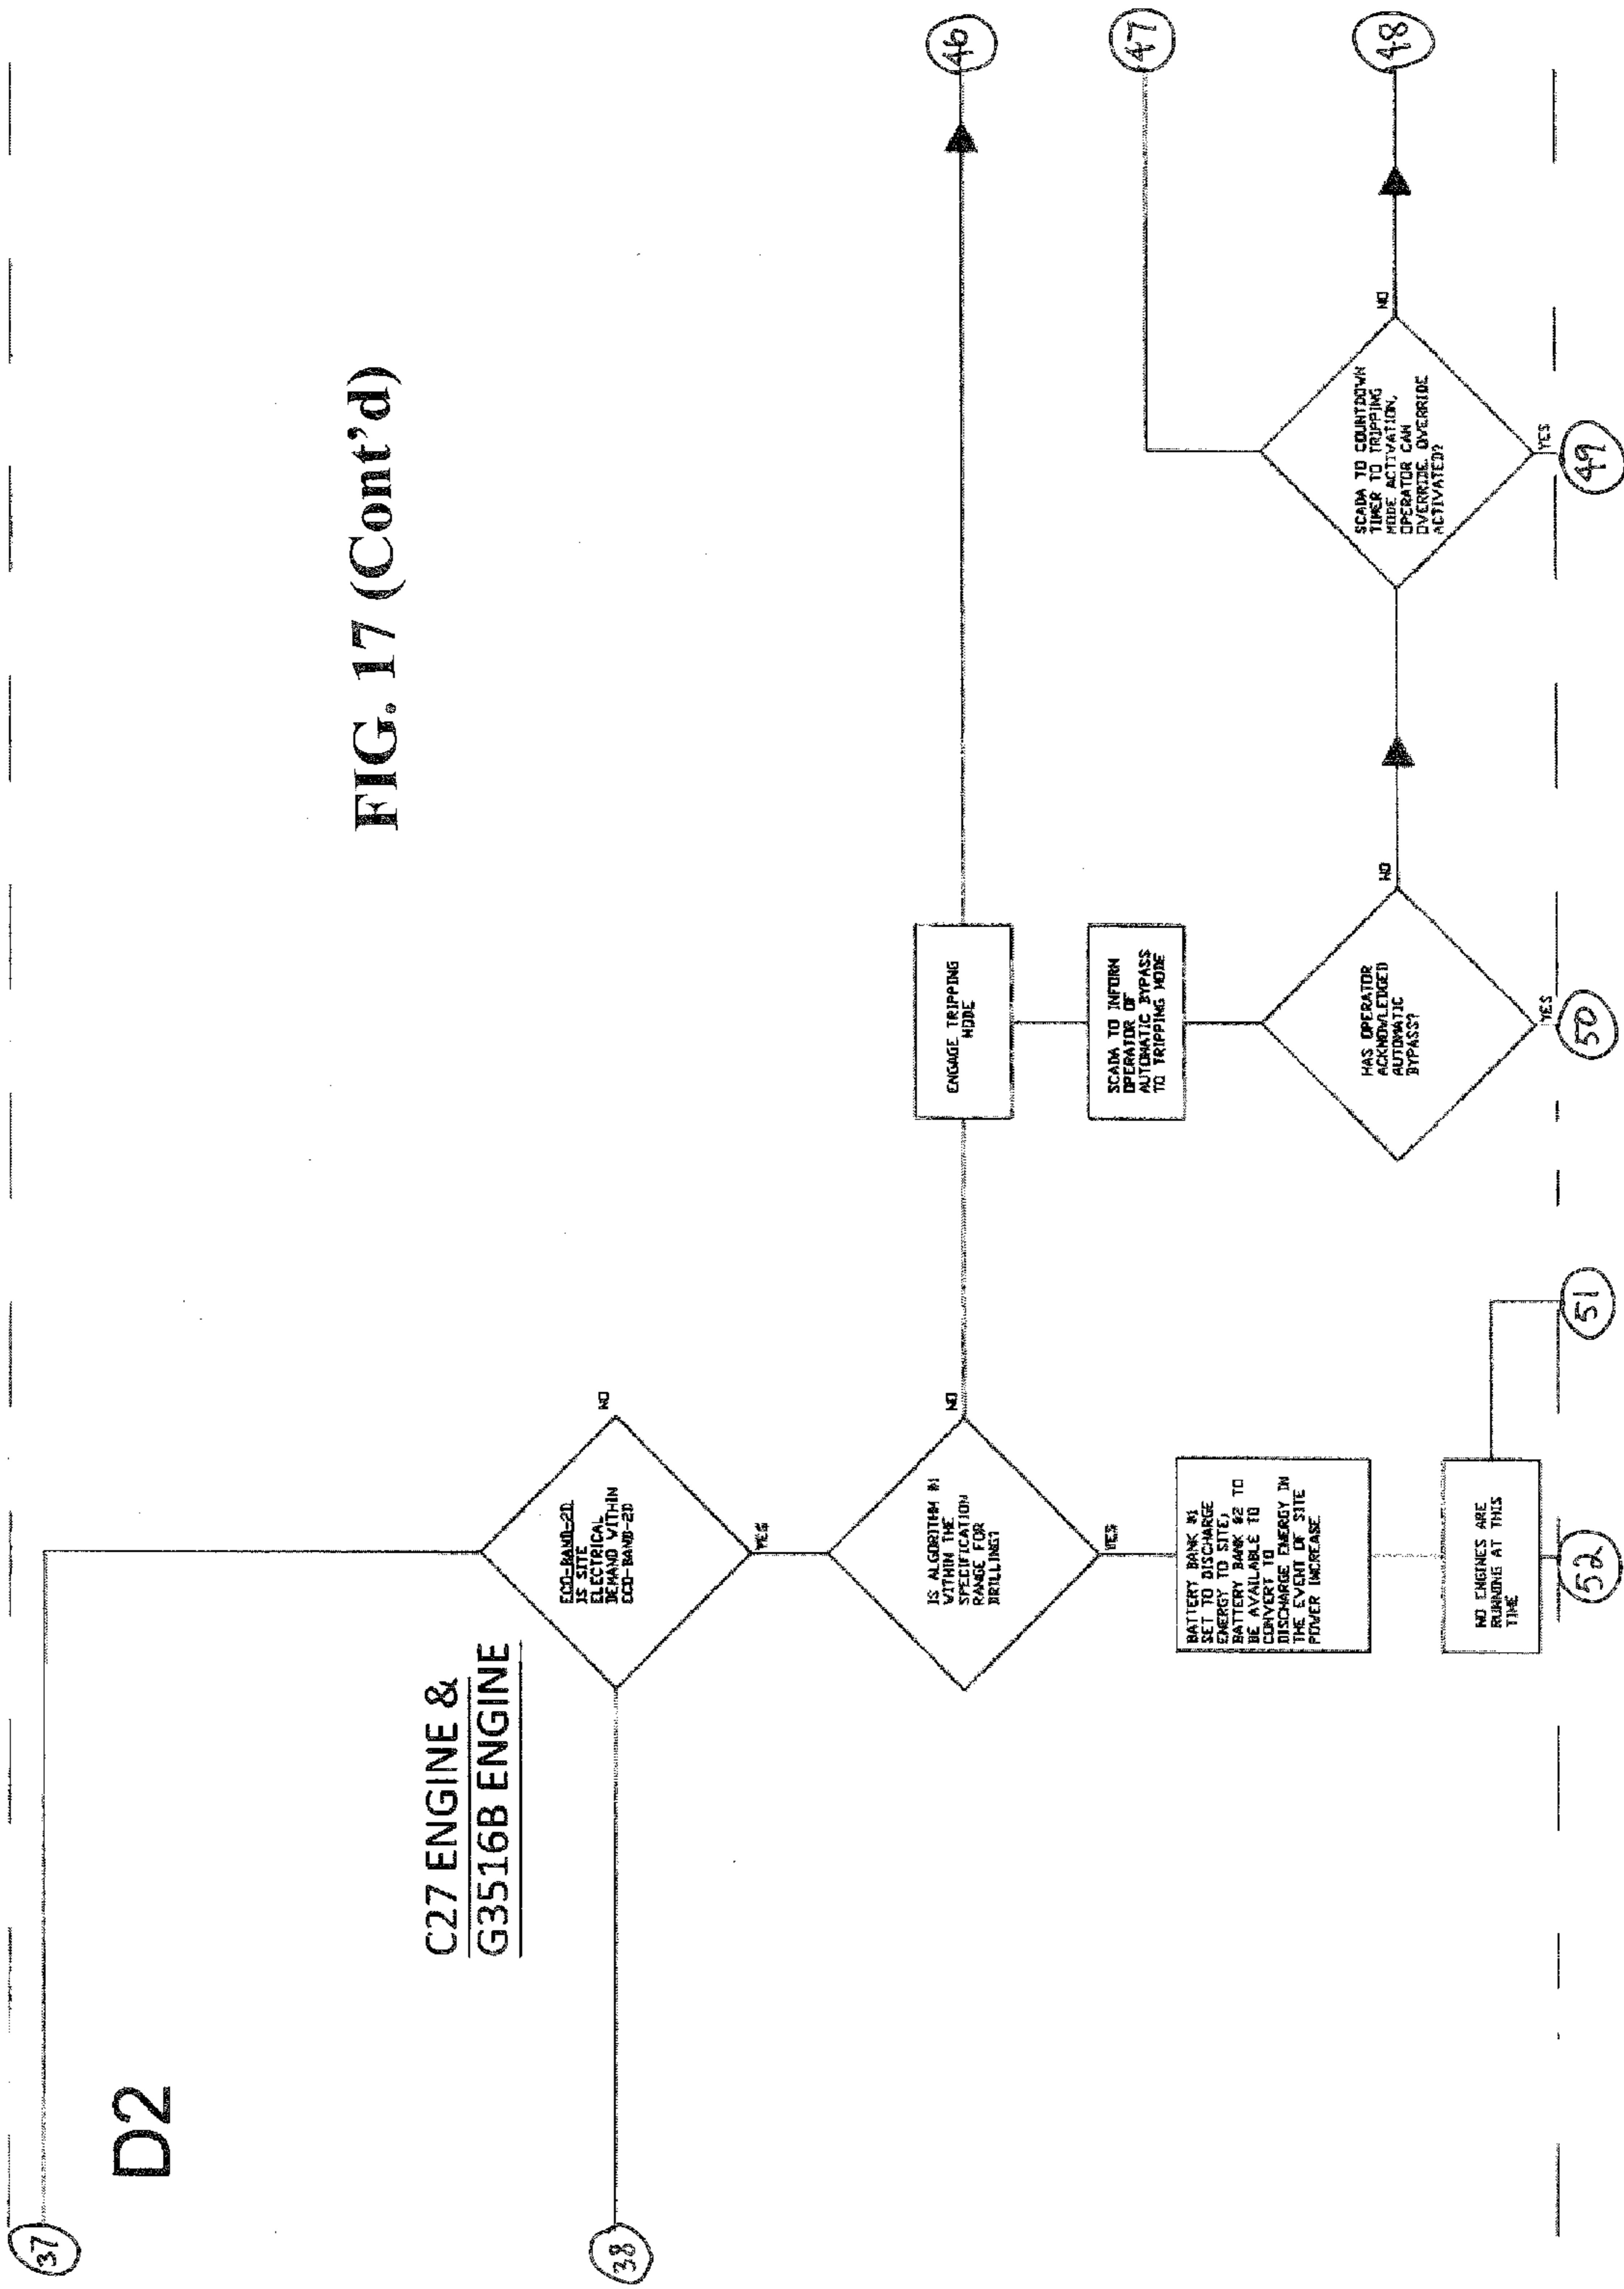 FIG. 17 (Cont'd)
37
D2
38
C27 ENGINE &
G3516B ENGINE
ECO-BAND-2D
IS SITE
ELECTRICAL
DEMAND WITHIN
ECO-BAND-2D
NO
YES
IS ALGORITHM #1
WITHIN THE
SPECIFICATION
RANGE FOR
DRILLING?
NO
YES
BATTERY BANK #1
SET TO DISCHARGE
ENERGY TO SITE,
BATTERY BANK #2 TO
BE AVAILABLE TO
CONVERT TO
DISCHARGE ENERGY IN
THE EVENT OF SITE
POWER INCREASE
NO ENGINES ARE
RUNNING AT THIS
TIME
52
51
ENGAGE TRIPPING
MODE
46
SCADA TO INFORM
OPERATOR OF
AUTOMATIC BYPASS
TO TRIPPING MODE
HAS OPERATOR
ACKNOWLEDGED
AUTOMATIC
BYPASS?
NO
YES
50
SCADA TO COUNTDOWN
TIMER TO TRIPPING
MODE ACTIVATION,
OPERATOR CAN
OVERRIDE. OVERRIDE
ACTIVATED?
NO
YES
47
48
49